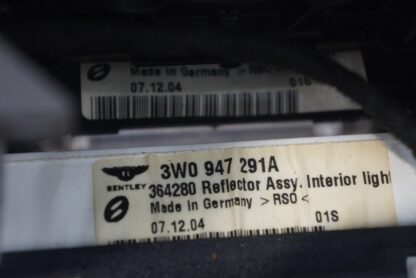 Made in Germany >RSO<
07.12.04 01S
BENTLEY 3W0 947 291A
364280 Reflector Assy. Interior light
Made in Germany >RSO<
07.12.04 01S